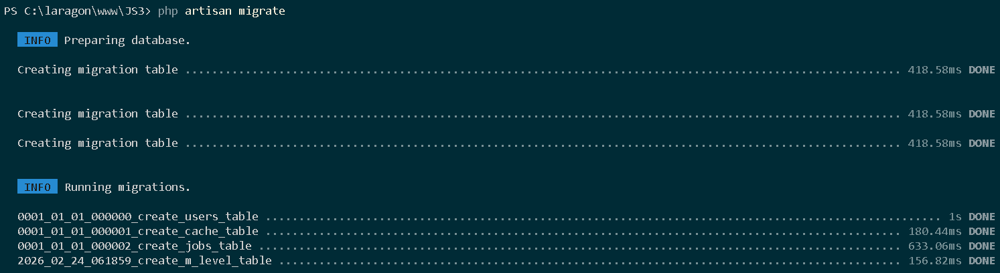 PS C:\laragon\www\JS3> php artisan migrate
INFO Preparing database.
Creating migration table ........................................................................................................... 418.58ms DONE
Creating migration table ........................................................................................................... 418.58ms DONE
Creating migration table ........................................................................................................... 418.58ms DONE
INFO Running migrations.
0001_01_01_000000_create_users_table ..................................................................................................... 1s DONE
0001_01_01_000001_create_cache_table ............................................................................................... 180.44ms DONE
0001_01_01_000002_create_jobs_table ................................................................................................ 633.06ms DONE
2026_02_24_061859_create_m_level_table ............................................................................................. 156.82ms DONE